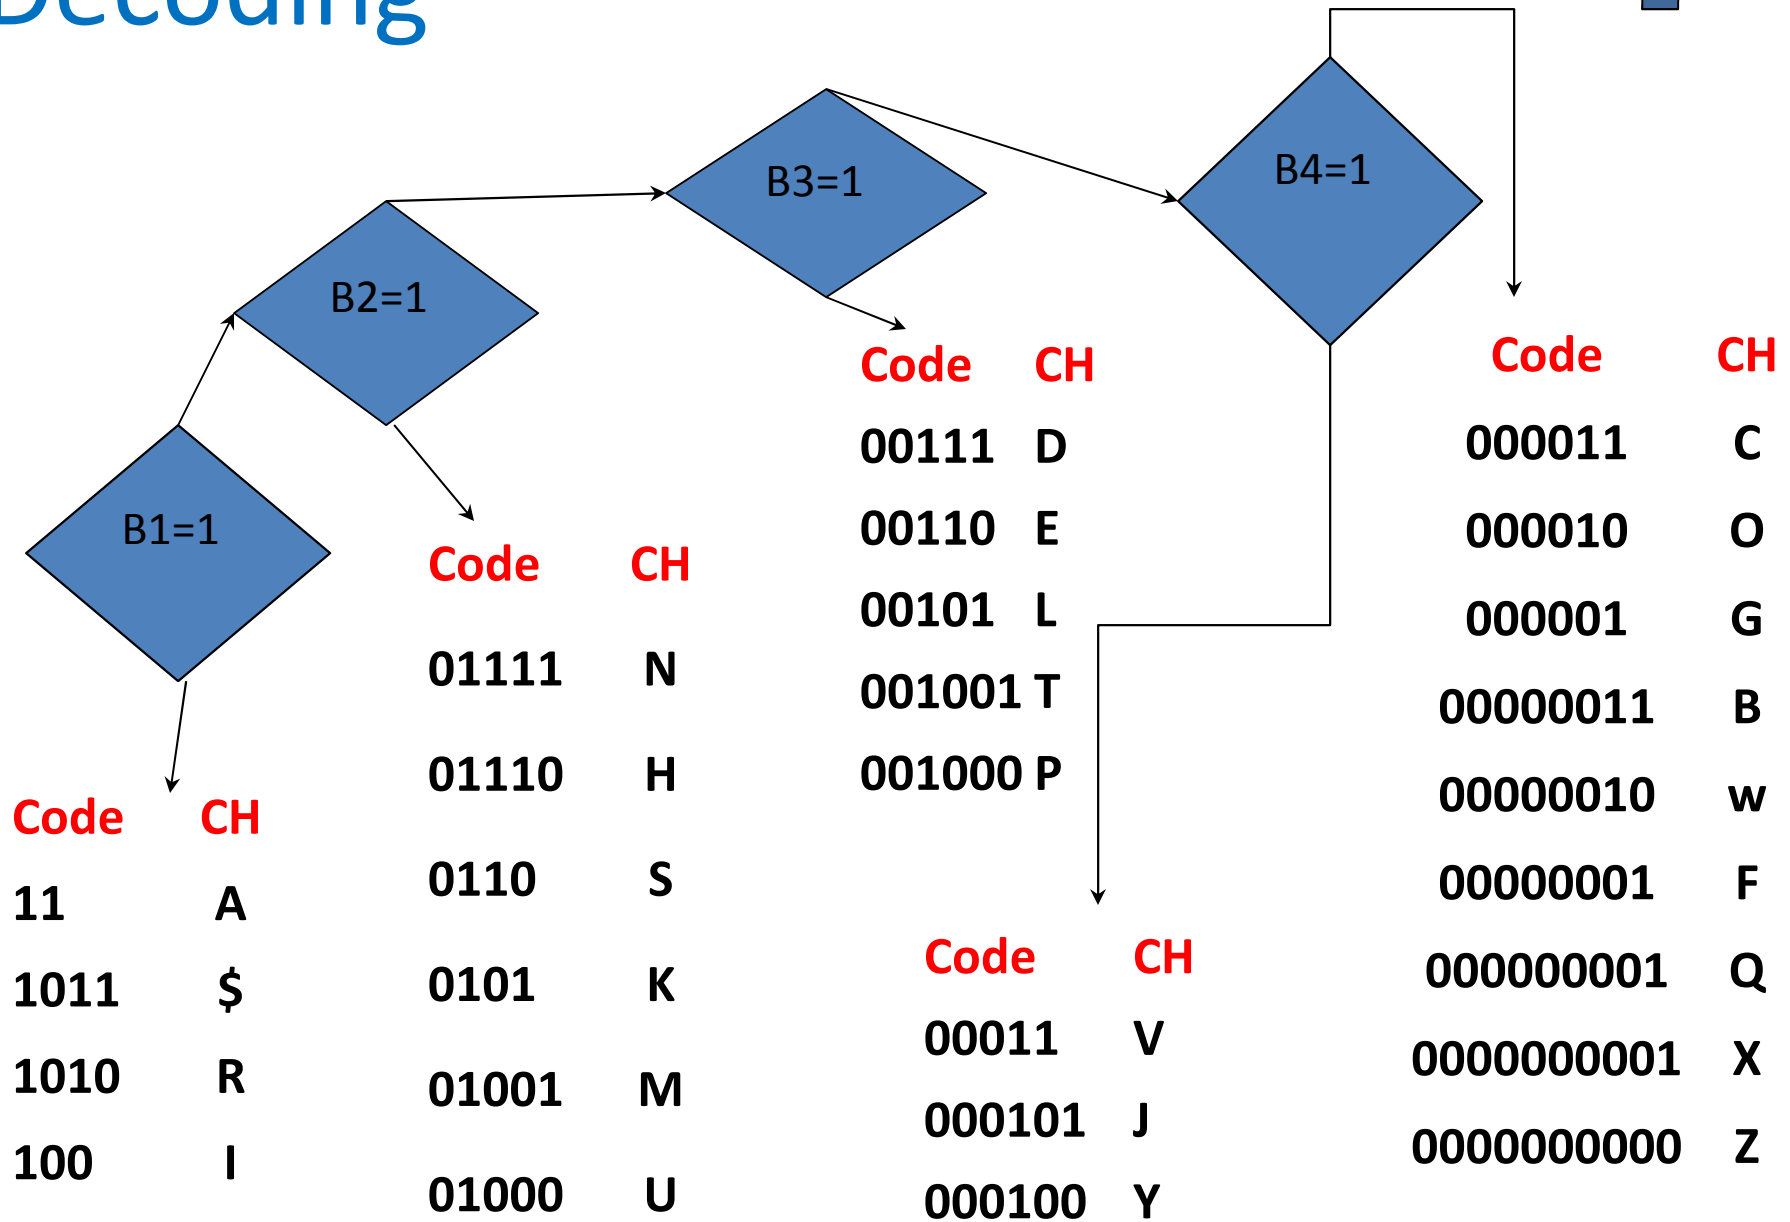 Decoding
B1=1
B2=1
B3=1
B4=1
Code CH
11 A
1011 $
1010 R
100 I
Code CH
01111 N
01110 H
0110 S
0101 K
01001 M
01000 U
Code CH
00111 D
00110 E
00101 L
001001 T
001000 P
Code CH
00011 V
000101 J
000100 Y
Code CH
000011 C
000010 O
000001 G
00000011 B
00000010 w
00000001 F
000000001 Q
0000000001 X
0000000000 Z